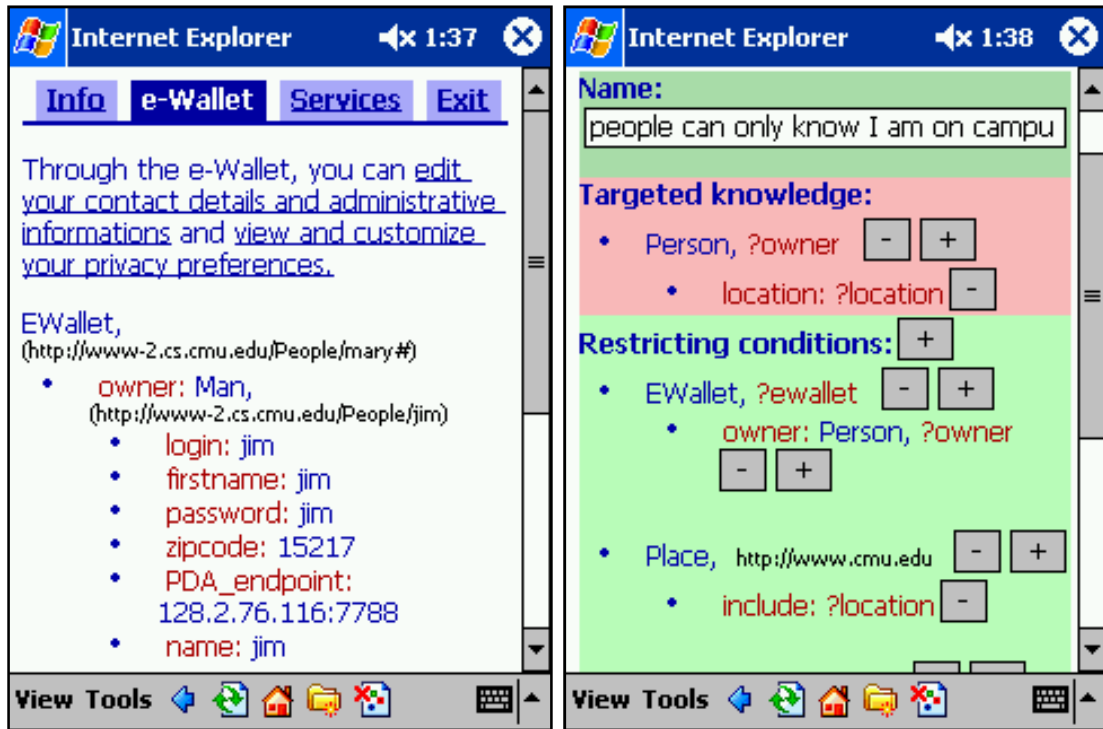 Internet Explorer 1:37
Info e-Wallet Services Exit
Through the e-Wallet, you can edit
your contact details and administrative
informations and view and customize
your privacy preferences.
EWallet,
(http://www-2.cs.cmu.edu/People/mary#)
owner: Man,
(http://www-2.cs.cmu.edu/People/jim)
login: jim
firstname: jim
password: jim
zipcode: 15217
PDA_endpoint:
128.2.76.116:7788
name: jim
View Tools
Internet Explorer 1:38
Name:
people can only know I am on campu
Targeted knowledge:
Person, ?owner - +
location: ?location -
Restricting conditions: +
EWallet, ?ewallet - +
owner: Person, ?owner
- +
Place, http://www.cmu.edu - +
include: ?location -
View Tools